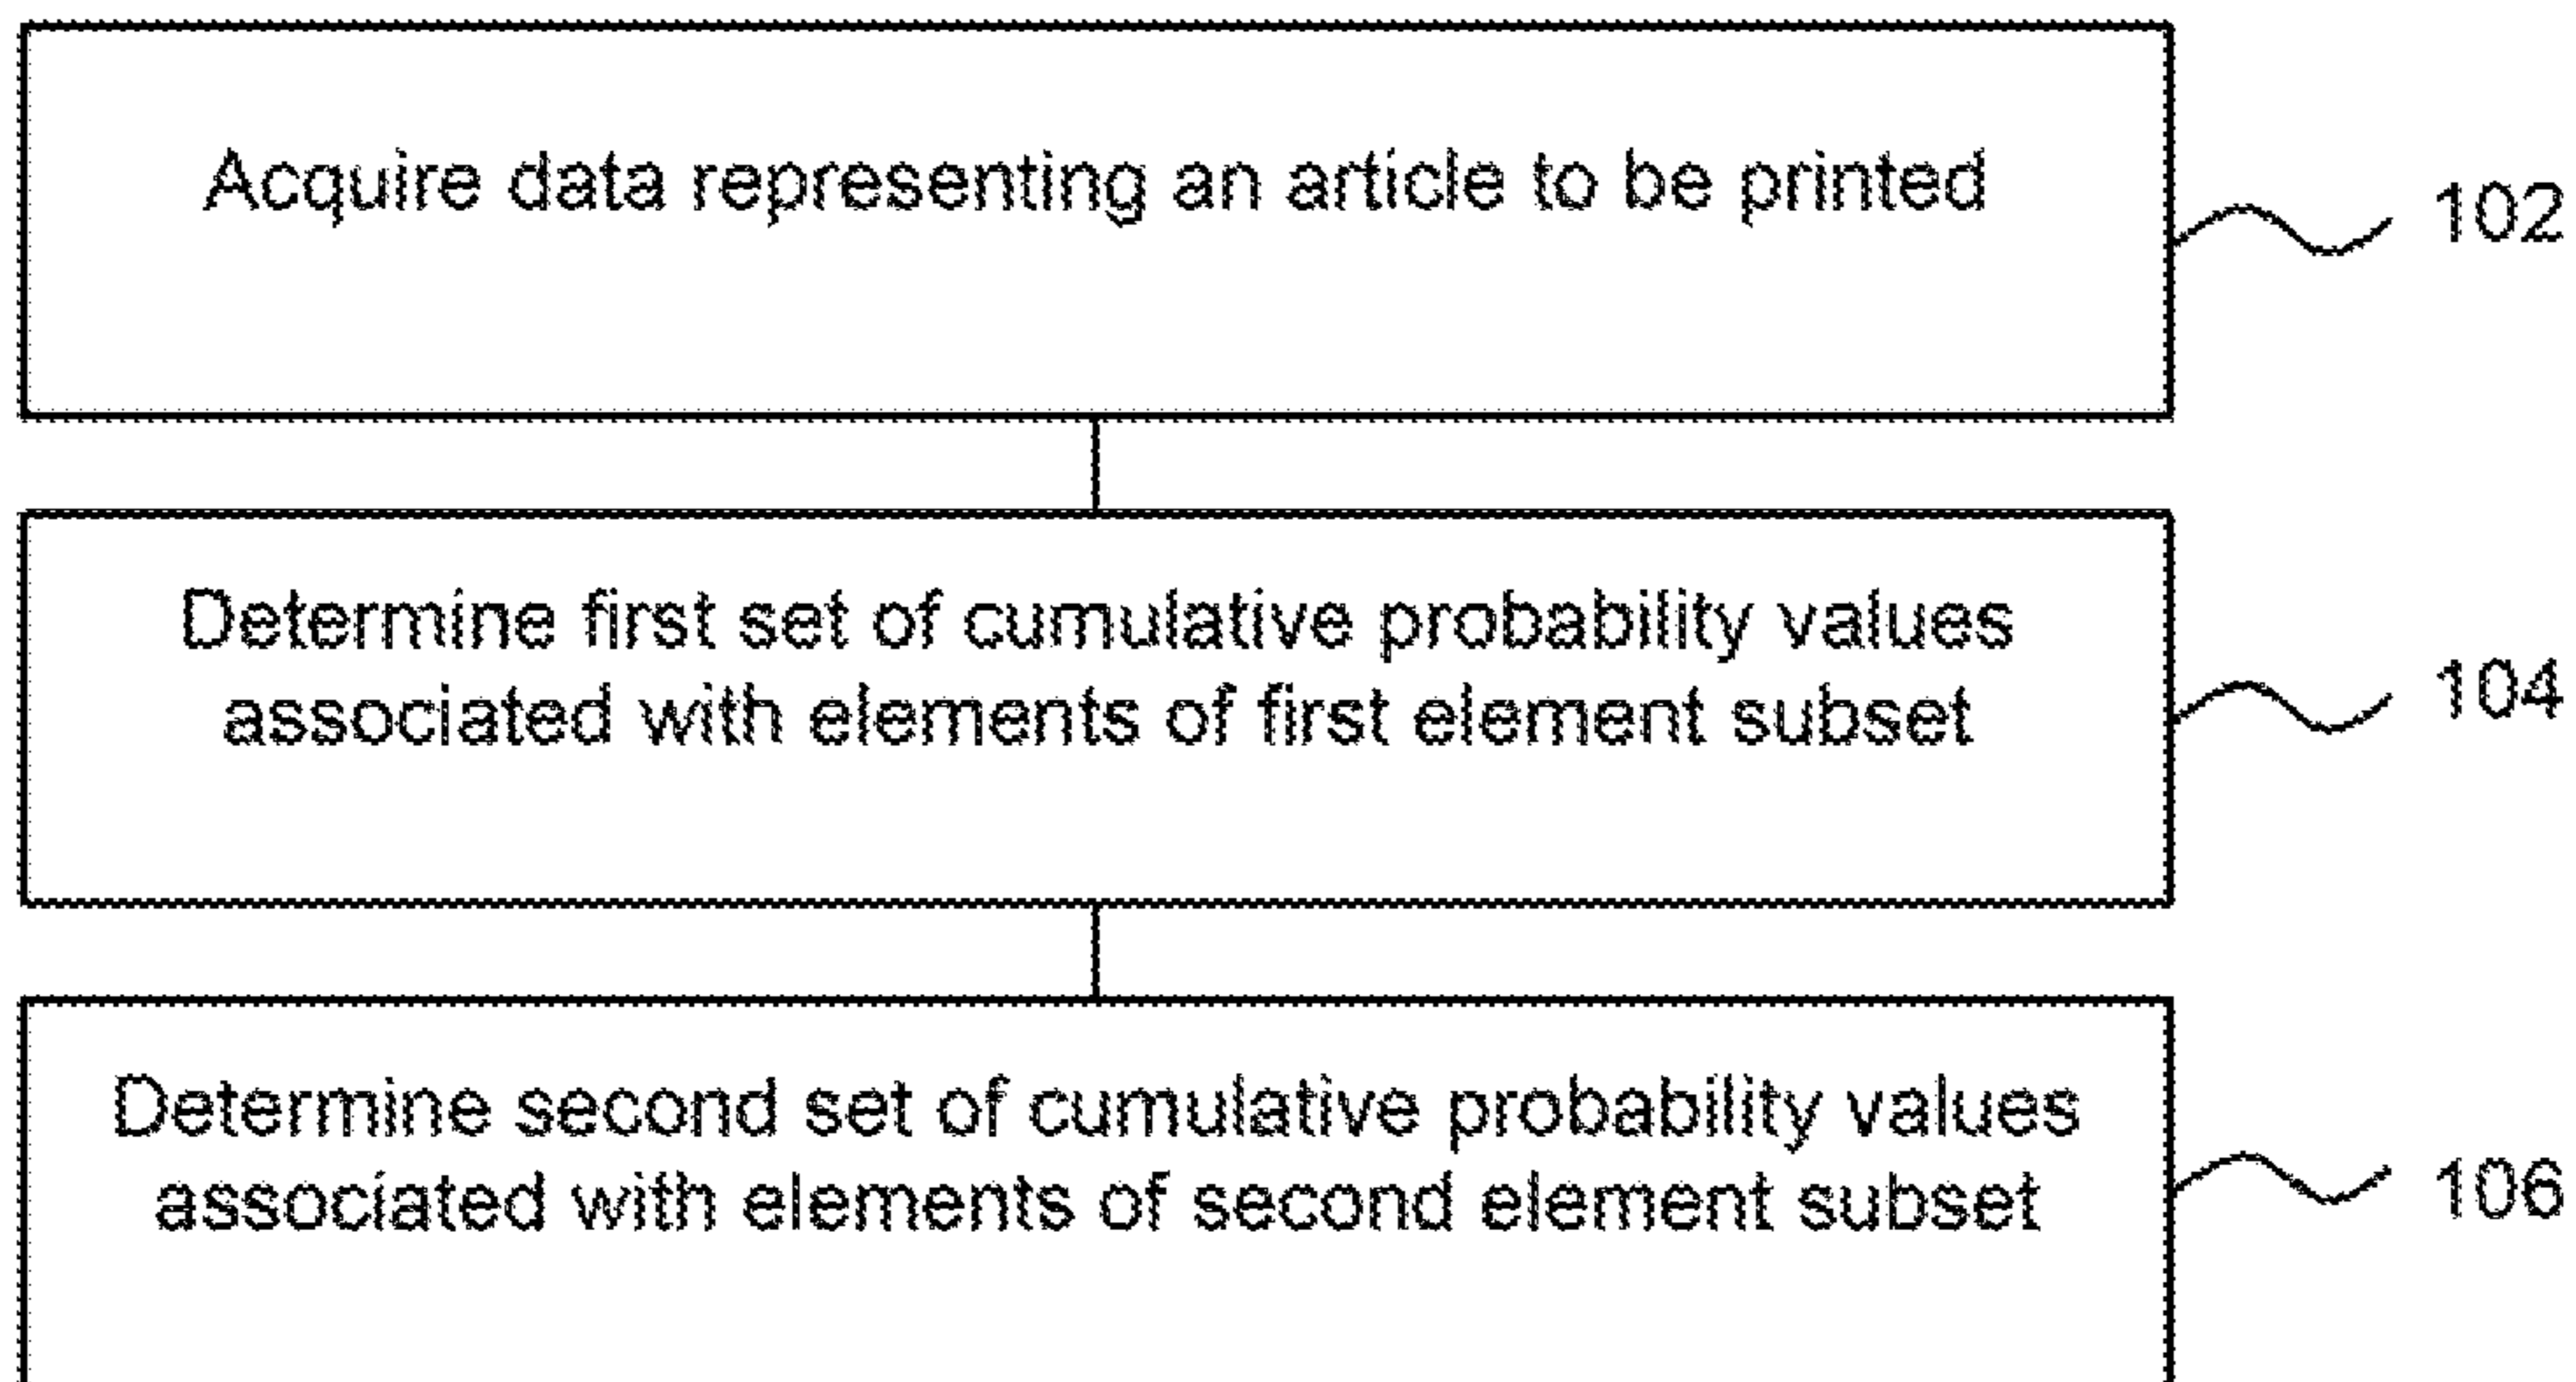 Acquire data representing an article to be printed
102
Determine first set of cumulative probability values
associated with elements of first element subset
104
Determine second set of cumulative probability values
associated with elements of second element subset
106